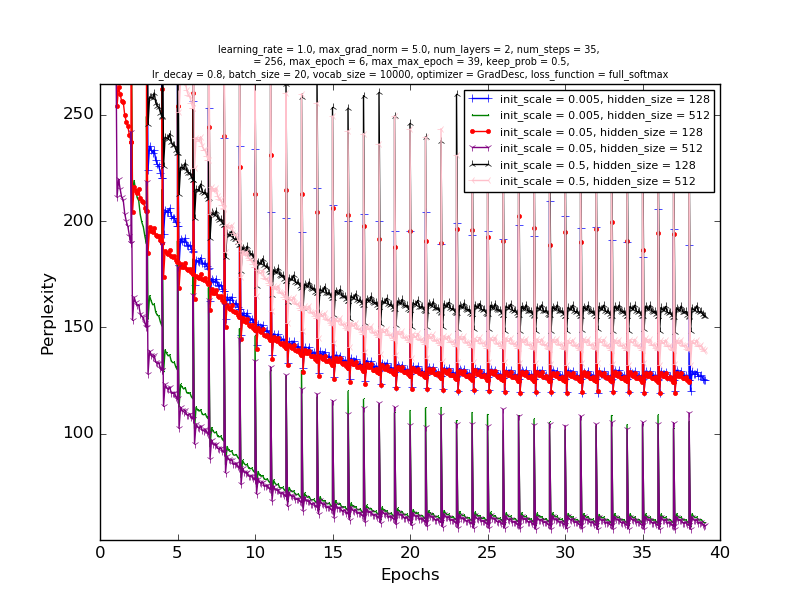 learning_rate = 1.0, max_grad_norm = 5.0, num_layers = 2, num_steps = 35,
= 256, max_epoch = 6, max_max_epoch = 39, keep_prob = 0.5,
lr_decay = 0.8, batch_size = 20, vocab_size = 10000, optimizer = GradDesc, loss_function = full_softmax
init_scale = 0.005, hidden_size = 128
init_scale = 0.005, hidden_size = 512
init_scale = 0.05, hidden_size = 128
init_scale = 0.05, hidden_size = 512
init_scale = 0.5, hidden_size = 128
init_scale = 0.5, hidden_size = 512
Perplexity
250
200
150
100
0 5 10 15 20 25 30 35 40
Epochs